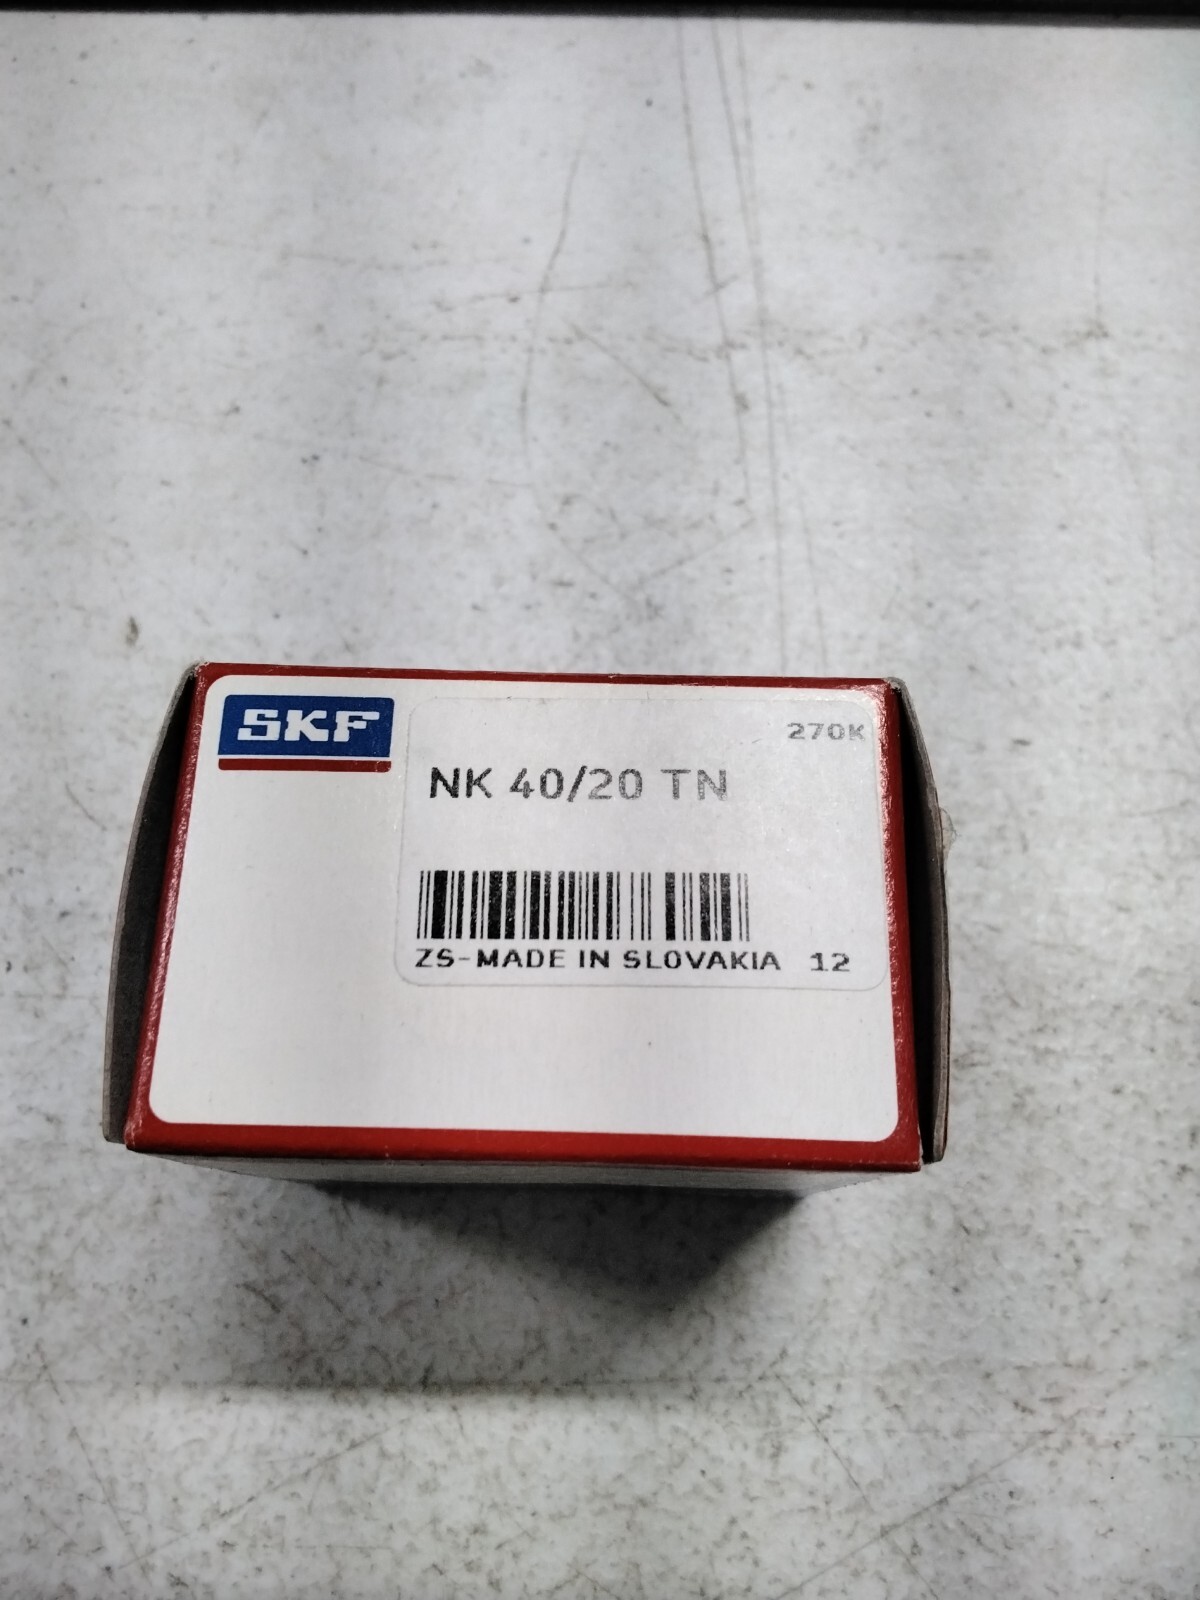 SKF
270K
NK 40/20 TN
ZS-MADE IN SLOVAKIA 12